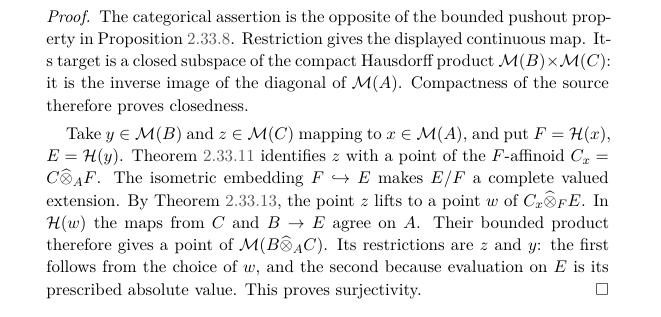 Proof. The categorical assertion is the opposite of the bounded pushout prop-
erty in Proposition 2.33.8. Restriction gives the displayed continuous map. It-
s target is a closed subspace of the compact Hausdorff product ℳ(B)×ℳ(C):
it is the inverse image of the diagonal of ℳ(A). Compactness of the source
therefore proves closedness.
Take y ∈ ℳ(B) and z ∈ ℳ(C) mapping to x ∈ ℳ(A), and put F = ℋ(x),
E = ℋ(y). Theorem 2.33.11 identifies z with a point of the F-affinoid Cₓ =
C⊗̂_AF. The isometric embedding F ↪ E makes E/F a complete valued
extension. By Theorem 2.33.13, the point z lifts to a point w of Cₓ⊗̂_FE. In
ℋ(w) the maps from C and B → E agree on A. Their bounded product
therefore gives a point of ℳ(B⊗̂_AC). Its restrictions are z and y: the first
follows from the choice of w, and the second because evaluation on E is its
prescribed absolute value. This proves surjectivity. □